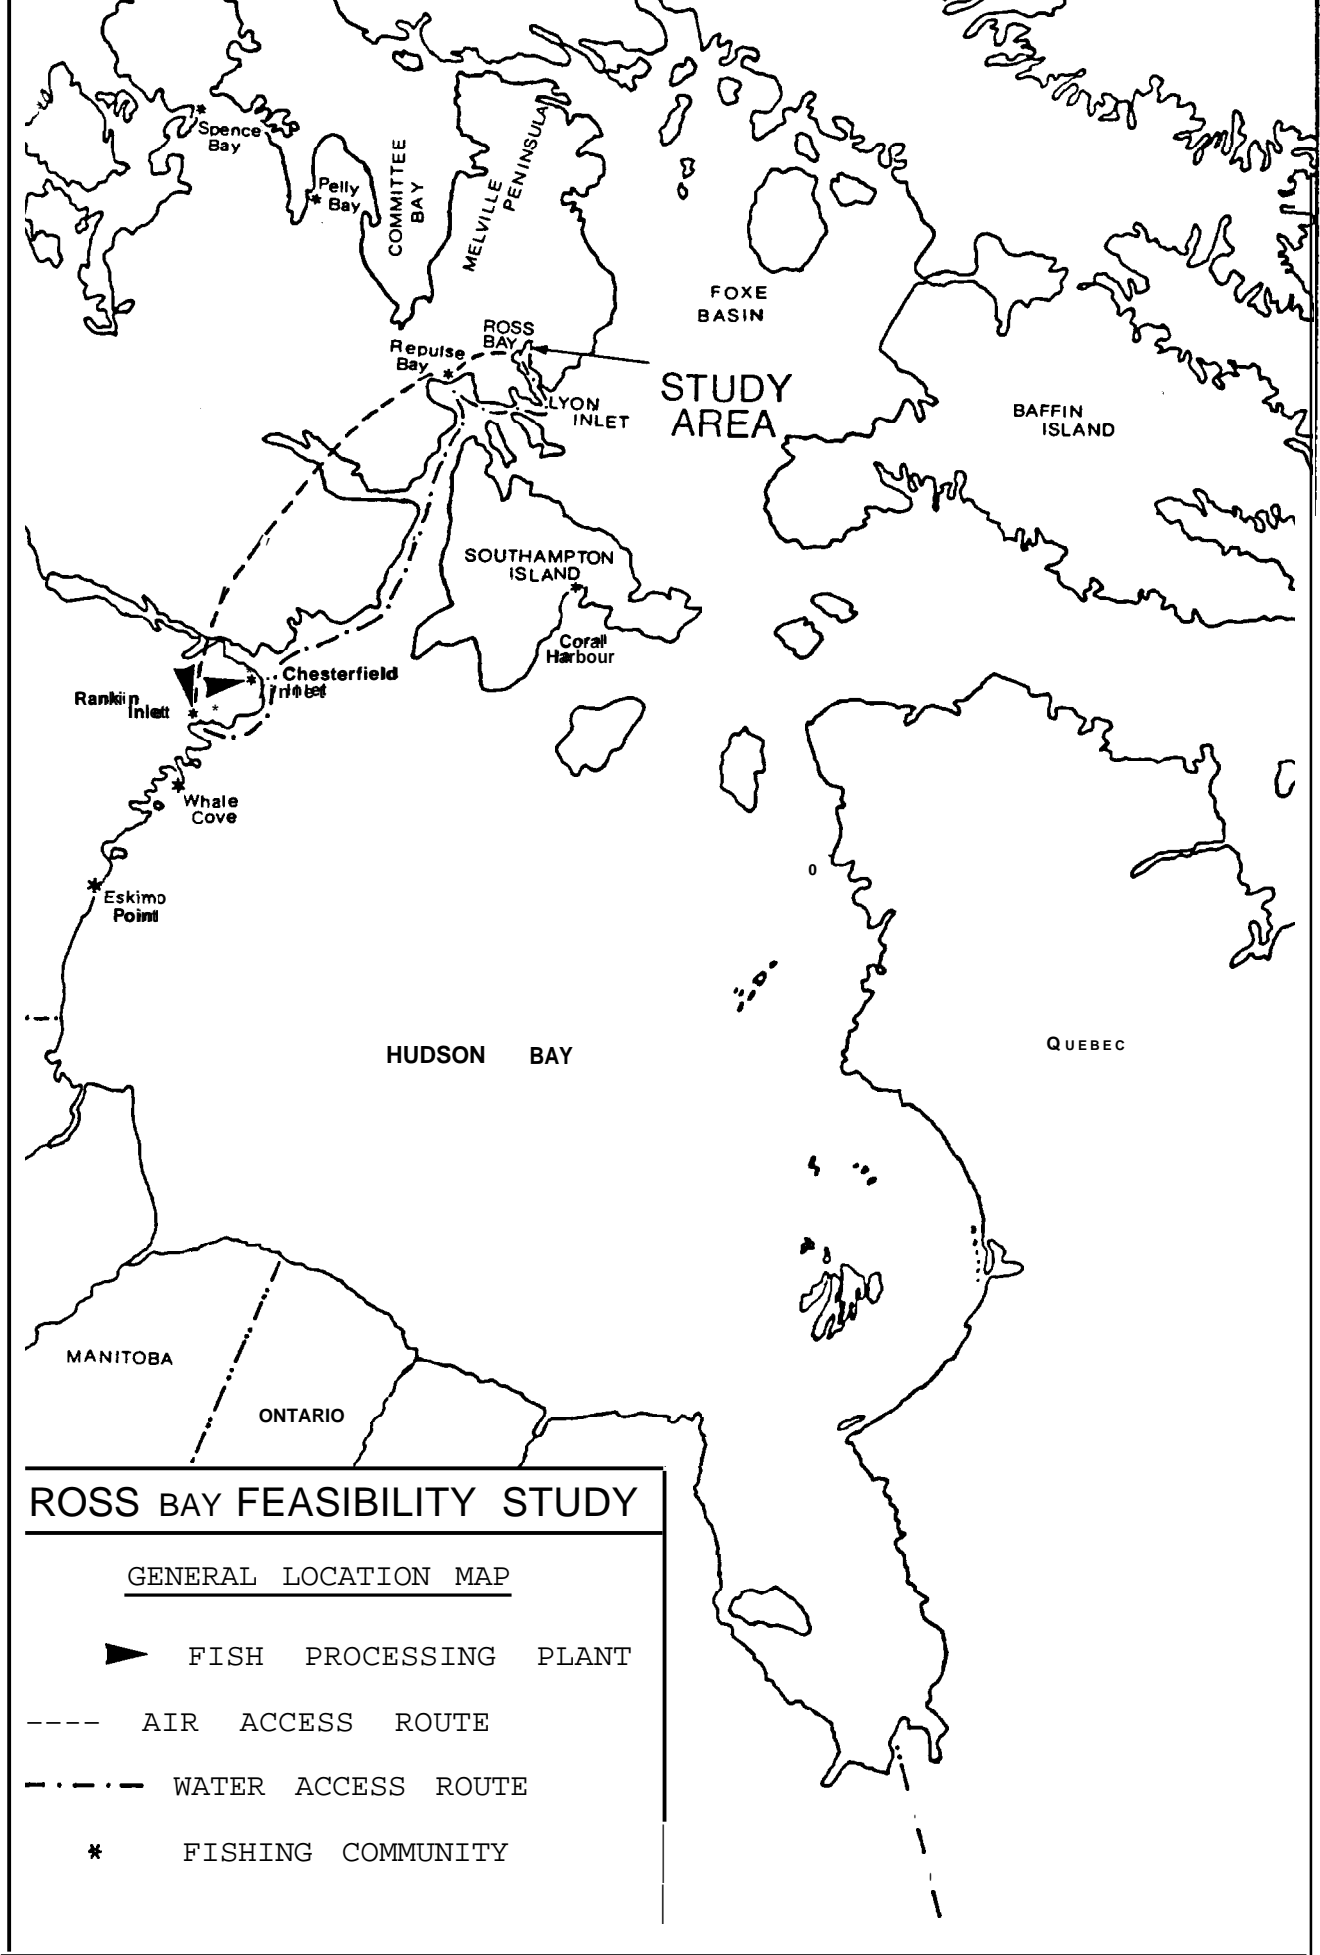 Spence
Bay
Pelly
Bay
COMMITTEE
BAY
MELVILLE
PENINSULA
FOXE
BASIN
ROSS
BAY
Repulse
Bay
STUDY
AREA
LYON
INLET
BAFFIN
ISLAND
SOUTHAMPTON
ISLAND
Coral
Harbour
Chesterfield
Inlet
Rankin
Inlet
Whale
Cove
Eskimo
Point
HUDSON BAY
QUEBEC
MANITOBA
ONTARIO
ROSS BAY FEASIBILITY STUDY
GENERAL LOCATION MAP
FISH PROCESSING PLANT
---- AIR ACCESS ROUTE
WATER ACCESS ROUTE
* FISHING COMMUNITY